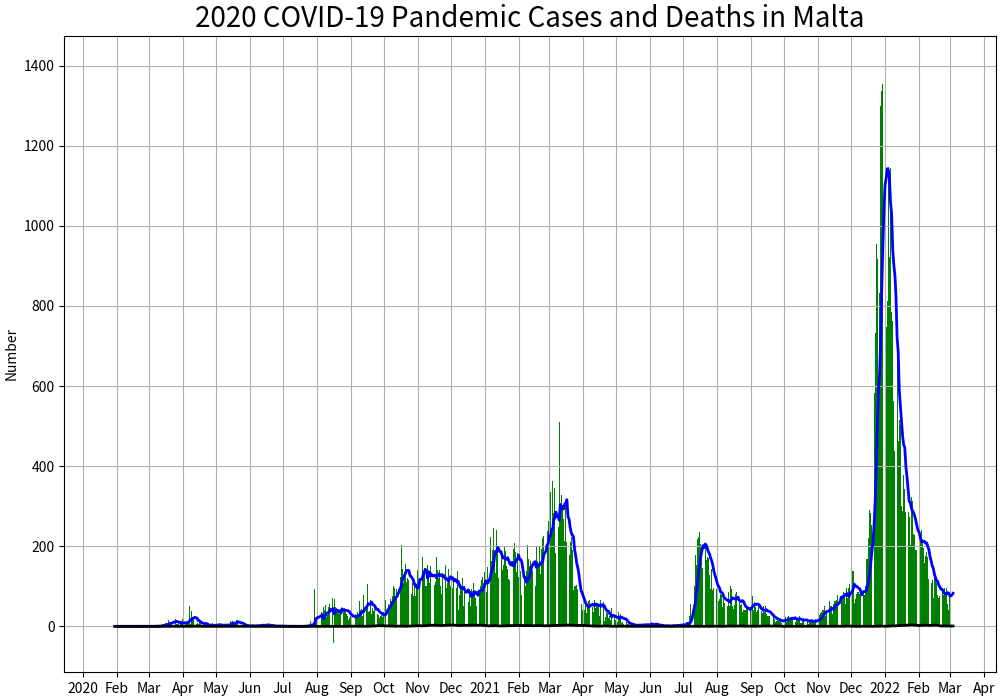 2020 COVID-19 Pandemic Cases and Deaths in Malta
Number
1400
1200
1000
800
600
400
200
0
2020 Feb Mar Apr May Jun Jul Aug Sep Oct Nov Dec 2021 Feb Mar Apr May Jun Jul Aug Sep Oct Nov Dec 2022 Feb Mar Apr